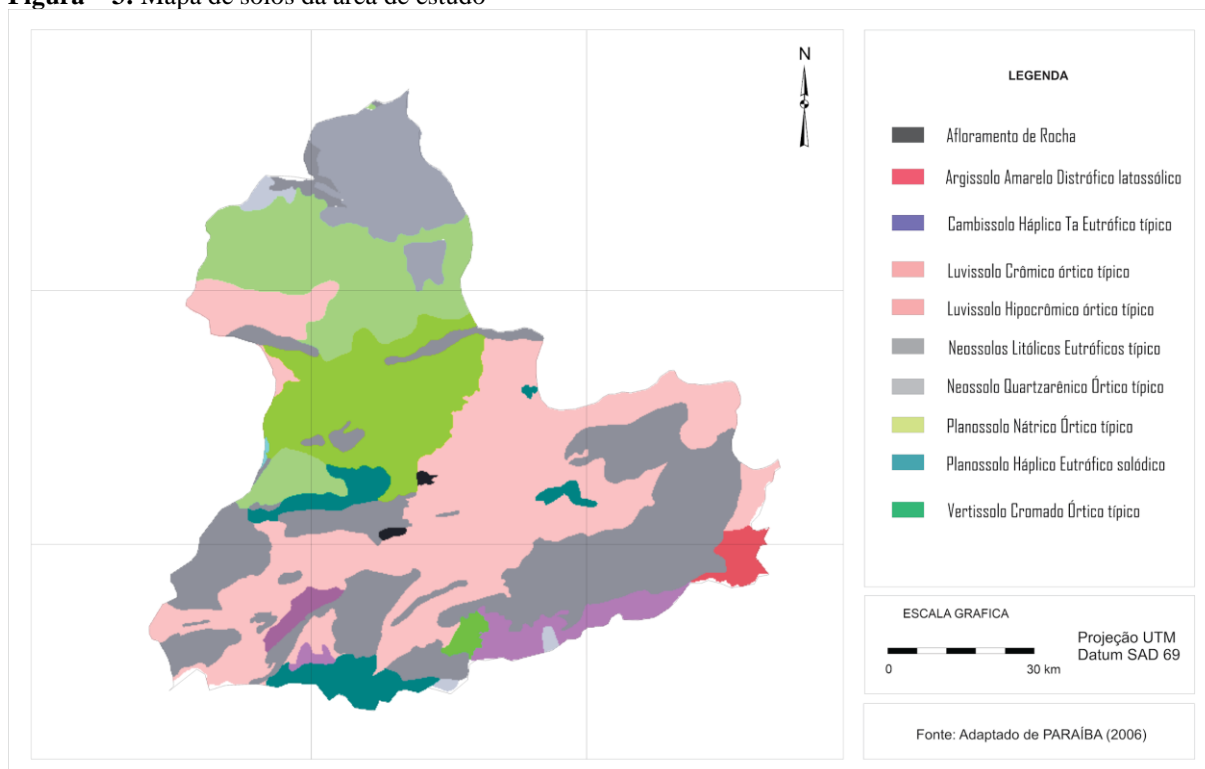 Figura – 3: Mapa de solos da área de estudo
N
LEGENDA
Afloramento de Rocha
Argissolo Amarelo Distrófico latossólico
Cambissolo Háplico Ta Eutrófico típico
Luvissolo Crômico órtico típico
Luvissolo Hipocrômico órtico típico
Neossolos Litólicos Eutróficos típico
Neossolo Quartzarênico Órtico típico
Planossolo Nátrico Órtico típico
Planossolo Háplico Eutrófico solódico
Vertissolo Cromado Órtico típico
ESCALA GRAFICA
0 30 km
Projeção UTM
Datum SAD 69
Fonte: Adaptado de PARAÍBA (2006)